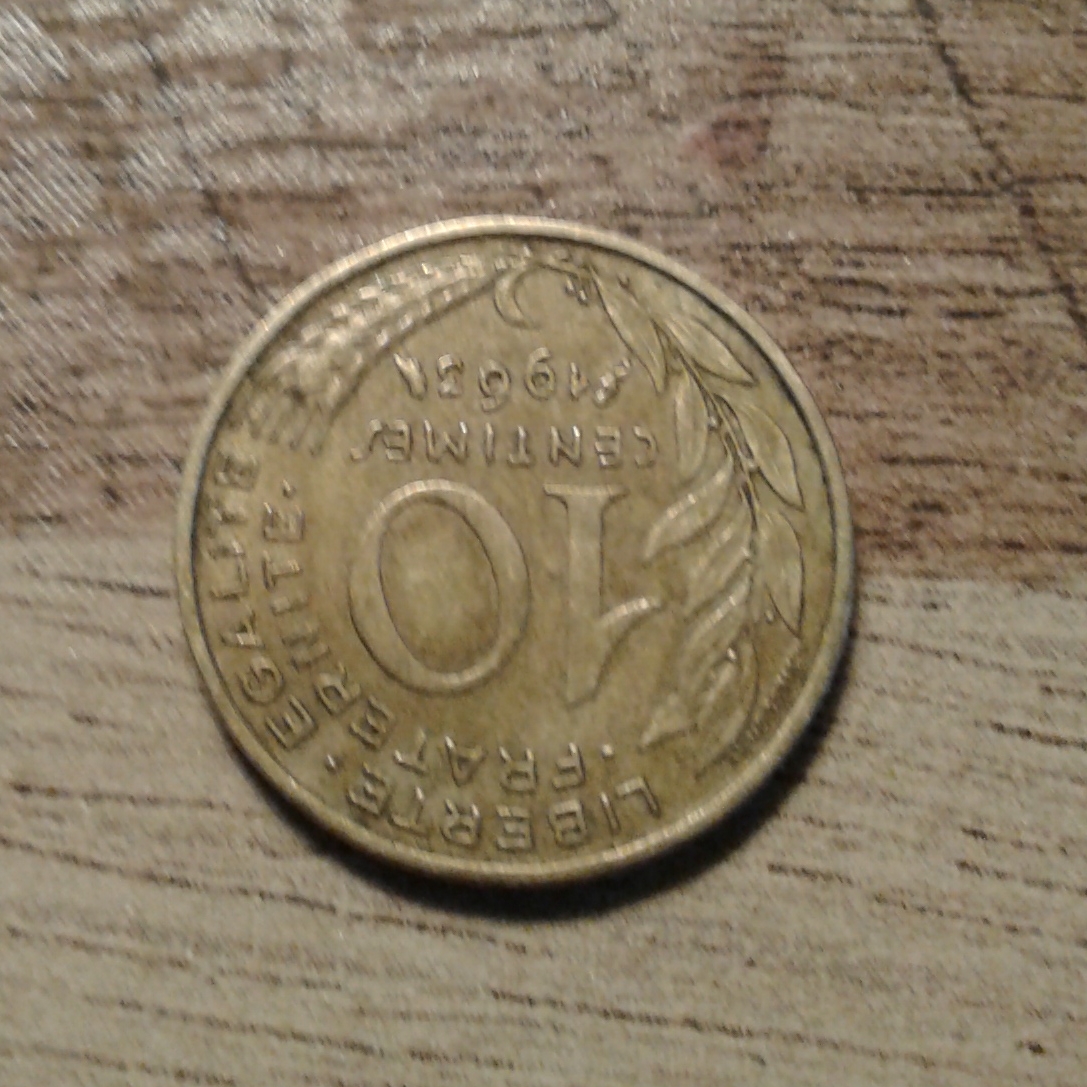 LIBERTE · EGALITE
· FRATERNITE ·
10
CENTIMES
1963